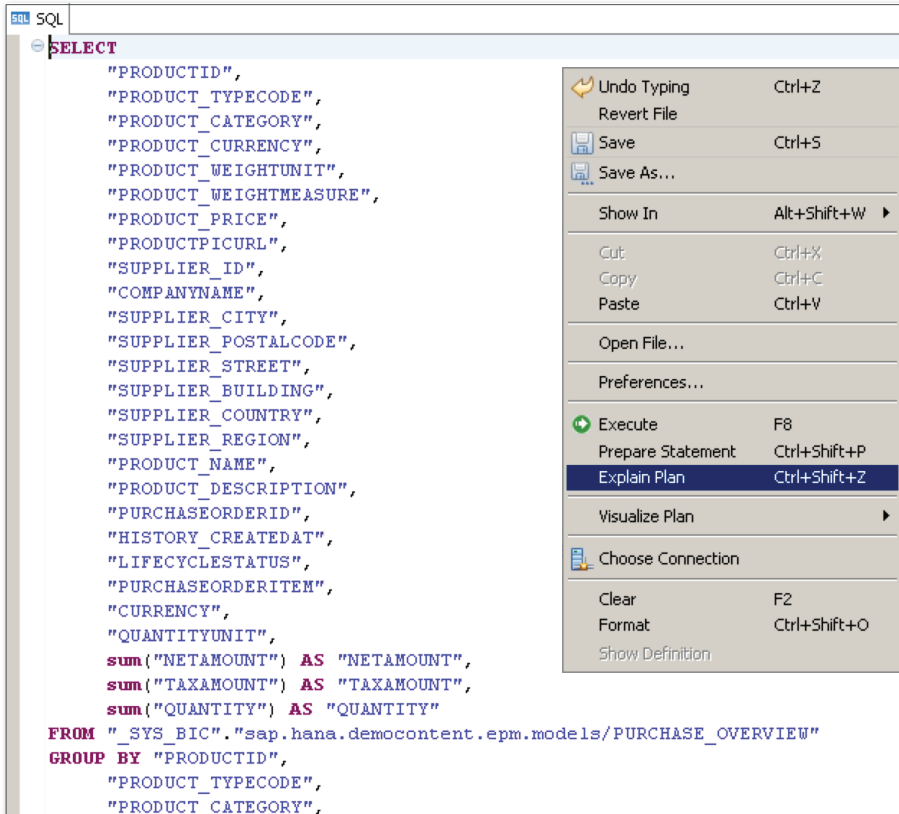 SQL SQL
SELECT
"PRODUCTID",
"PRODUCT_TYPECODE",
"PRODUCT_CATEGORY",
"PRODUCT_CURRENCY",
"PRODUCT_WEIGHTUNIT",
"PRODUCT_WEIGHTMEASURE",
"PRODUCT_PRICE",
"PRODUCTPICURL",
"SUPPLIER_ID",
"COMPANYNAME",
"SUPPLIER_CITY",
"SUPPLIER_POSTALCODE",
"SUPPLIER_STREET",
"SUPPLIER_BUILDING",
"SUPPLIER_COUNTRY",
"SUPPLIER_REGION",
"PRODUCT_NAME",
"PRODUCT_DESCRIPTION",
"PURCHASEORDERID",
"HISTORY_CREATEDAT",
"LIFECYCLESTATUS",
"PURCHASEORDERITEM",
"CURRENCY",
"QUANTITYUNIT",
sum("NETAMOUNT") AS "NETAMOUNT",
sum("TAXAMOUNT") AS "TAXAMOUNT",
sum("QUANTITY") AS "QUANTITY"
FROM "_SYS_BIC"."sap.hana.democontent.epm.models/PURCHASE_OVERVIEW"
GROUP BY "PRODUCTID",
"PRODUCT_TYPECODE",
"PRODUCT_CATEGORY",
Undo Typing Ctrl+Z
Revert File
Save Ctrl+S
Save As...
Show In Alt+Shift+W
Cut Ctrl+X
Copy Ctrl+C
Paste Ctrl+V
Open File...
Preferences...
Execute F8
Prepare Statement Ctrl+Shift+P
Explain Plan Ctrl+Shift+Z
Visualize Plan
Choose Connection
Clear F2
Format Ctrl+Shift+O
Show Definition